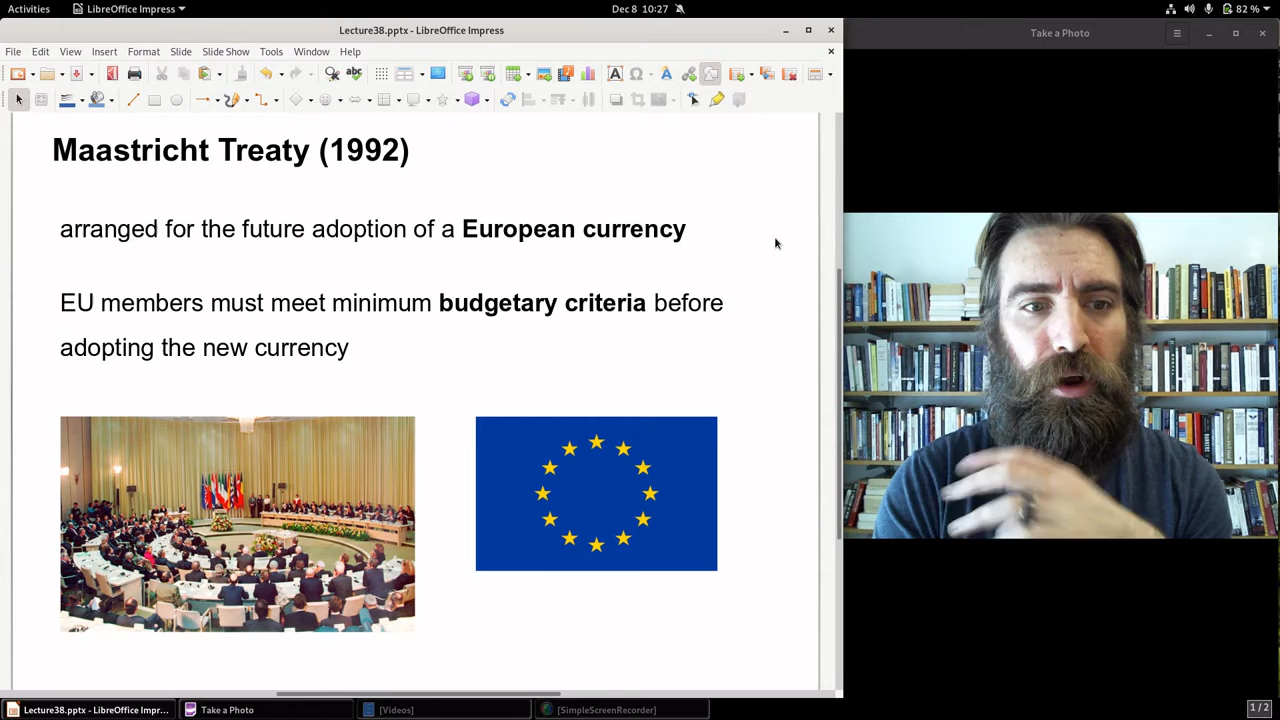 Activities
LibreOffice Impress
Dec 8 10:27
82 %
Lecture38.pptx - LibreOffice Impress
Take a Photo
File Edit View Insert Format Slide Slide Show Tools Window Help
Maastricht Treaty (1992)
arranged for the future adoption of a European currency
EU members must meet minimum budgetary criteria before
adopting the new currency
Lecture38.pptx - LibreOffice Impr...
Take a Photo
[Videos]
[SimpleScreenRecorder]
1 / 2